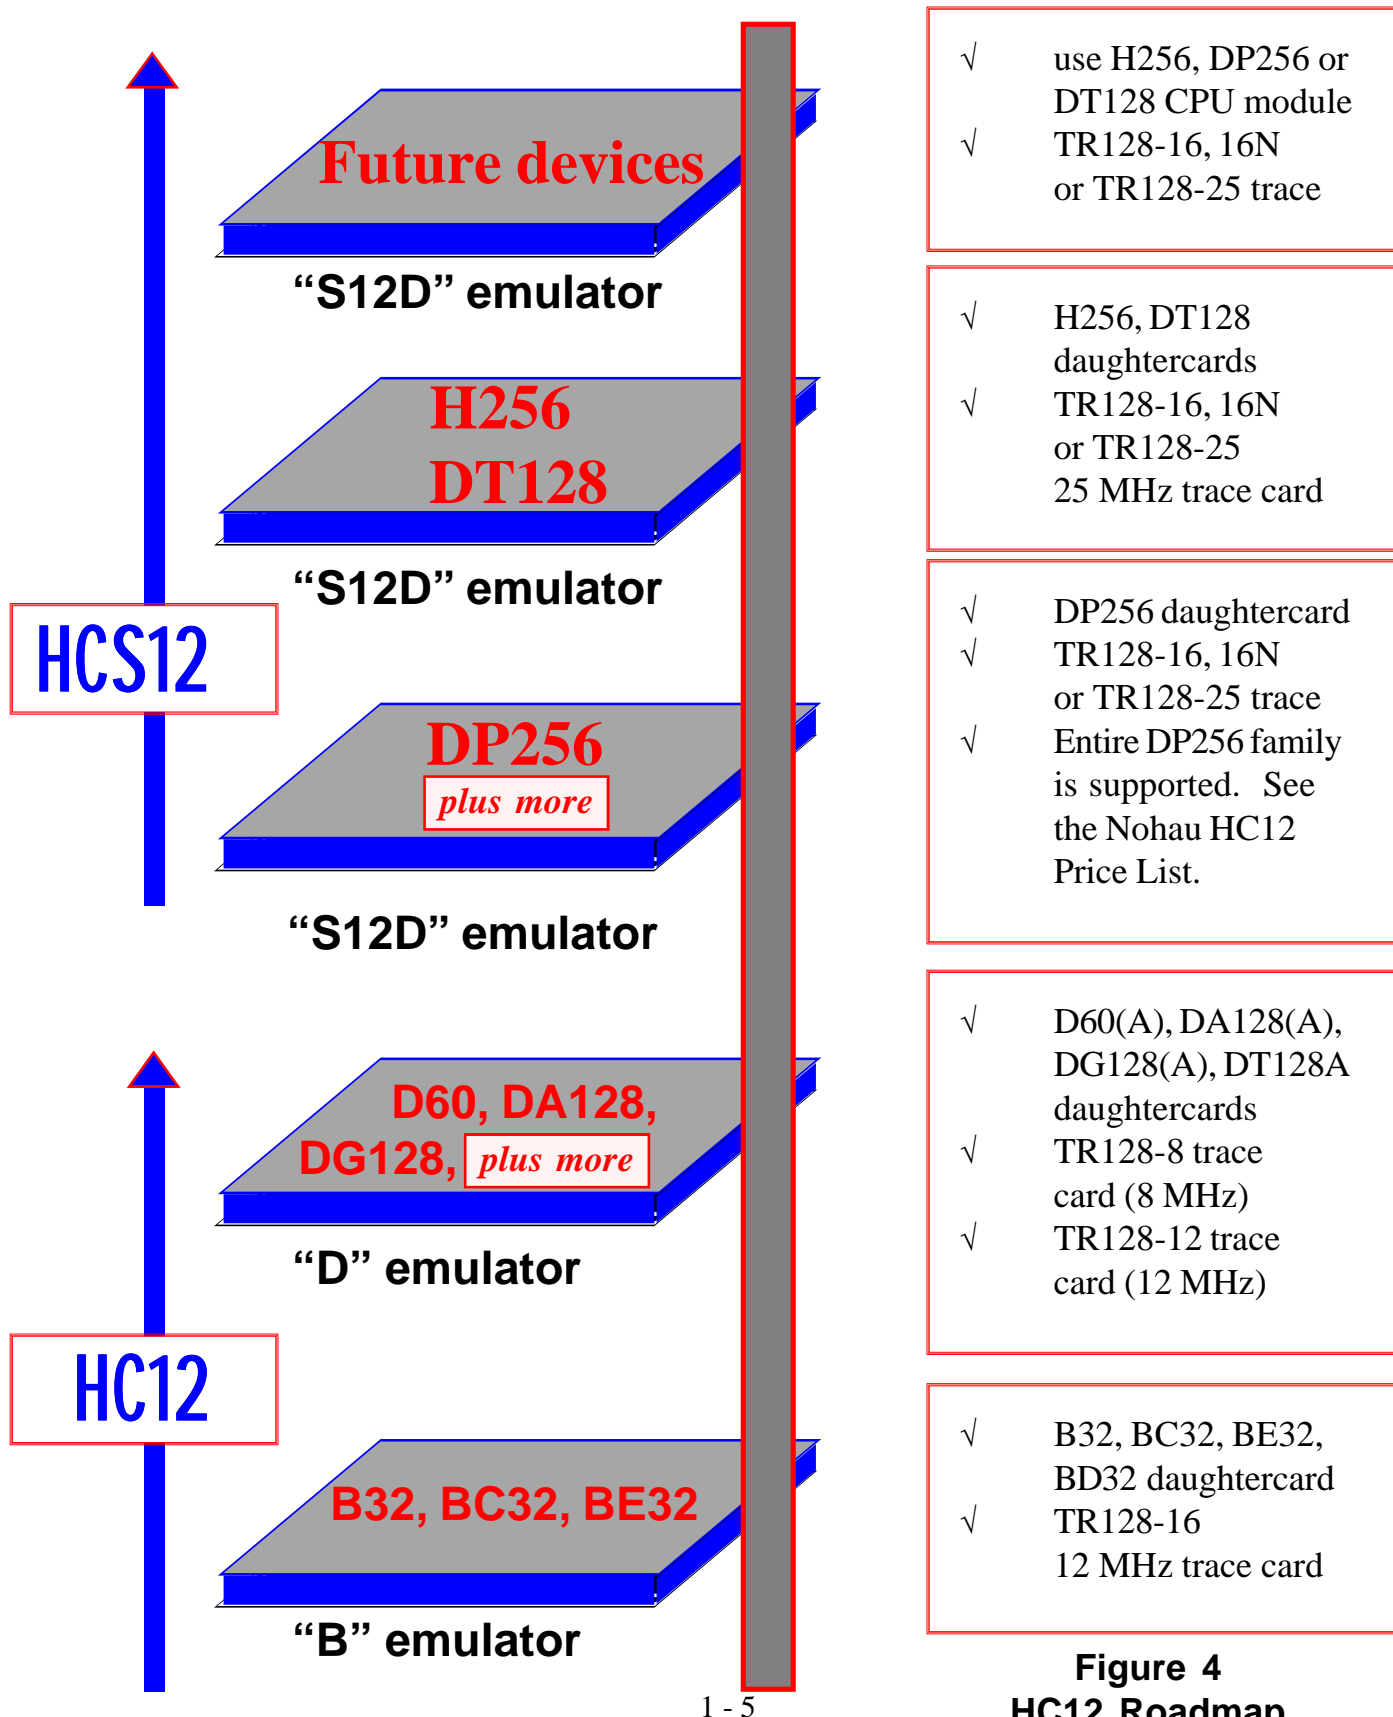 Future devices
“S12D” emulator
√ use H256, DP256 or
DT128 CPU module
√ TR128-16, 16N
or TR128-25 trace
H256
DT128
“S12D” emulator
√ H256, DT128
daughtercards
√ TR128-16, 16N
or TR128-25
25 MHz trace card
HCS12
DP256
plus more
“S12D” emulator
√ DP256 daughtercard
√ TR128-16, 16N
or TR128-25 trace
√ Entire DP256 family
is supported. See
the Nohau HC12
Price List.
D60, DA128,
DG128, plus more
“D” emulator
√ D60(A), DA128(A),
DG128(A), DT128A
daughtercards
√ TR128-8 trace
card (8 MHz)
√ TR128-12 trace
card (12 MHz)
HC12
B32, BC32, BE32
“B” emulator
√ B32, BC32, BE32,
BD32 daughtercard
√ TR128-16
12 MHz trace card
Figure 4
HC12 Roadmap
1 - 5